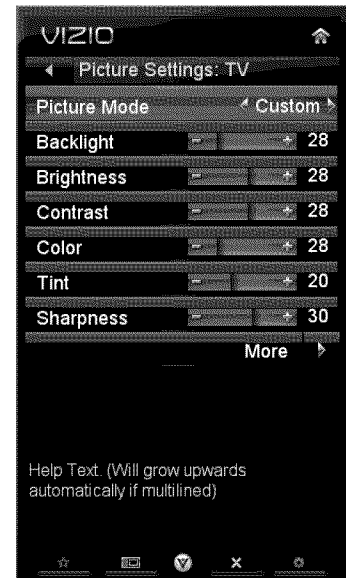 VIZIO
Picture Settings: TV
Picture Mode Custom
Backlight - + 28
Brightness - + 28
Contrast - + 28
Color - + 28
Tint - + 20
Sharpness - + 30
More
Help Text. (Will grow upwards
automatically if multilined)